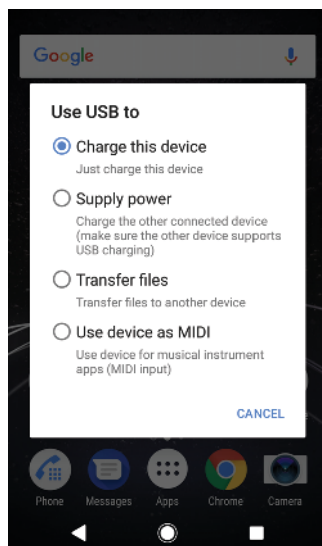 Google
Use USB to
Charge this device
Just charge this device
Supply power
Charge the other connected device
(make sure the other device supports
USB charging)
Transfer files
Transfer files to another device
Use device as MIDI
Use device for musical instrument
apps (MIDI input)
CANCEL
Phone Messages Apps Chrome Camera